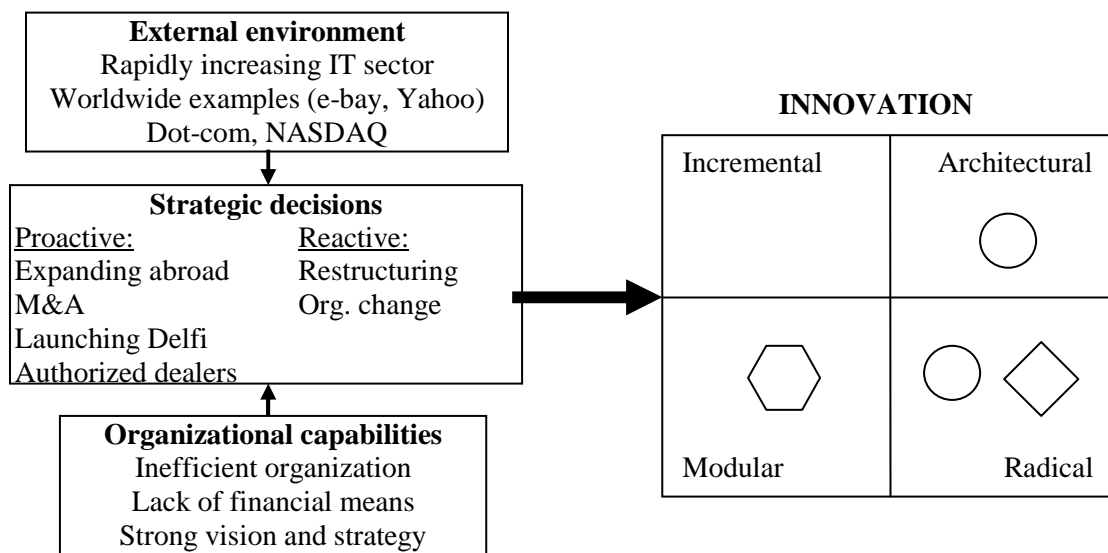 External environment
Rapidly increasing IT sector
Worldwide examples (e-bay, Yahoo)
Dot-com, NASDAQ
Strategic decisions
Proactive:
Expanding abroad
M&A
Launching Delfi
Authorized dealers
Reactive:
Restructuring
Org. change
Organizational capabilities
Inefficient organization
Lack of financial means
Strong vision and strategy
INNOVATION
Incremental
Architectural
Modular
Radical